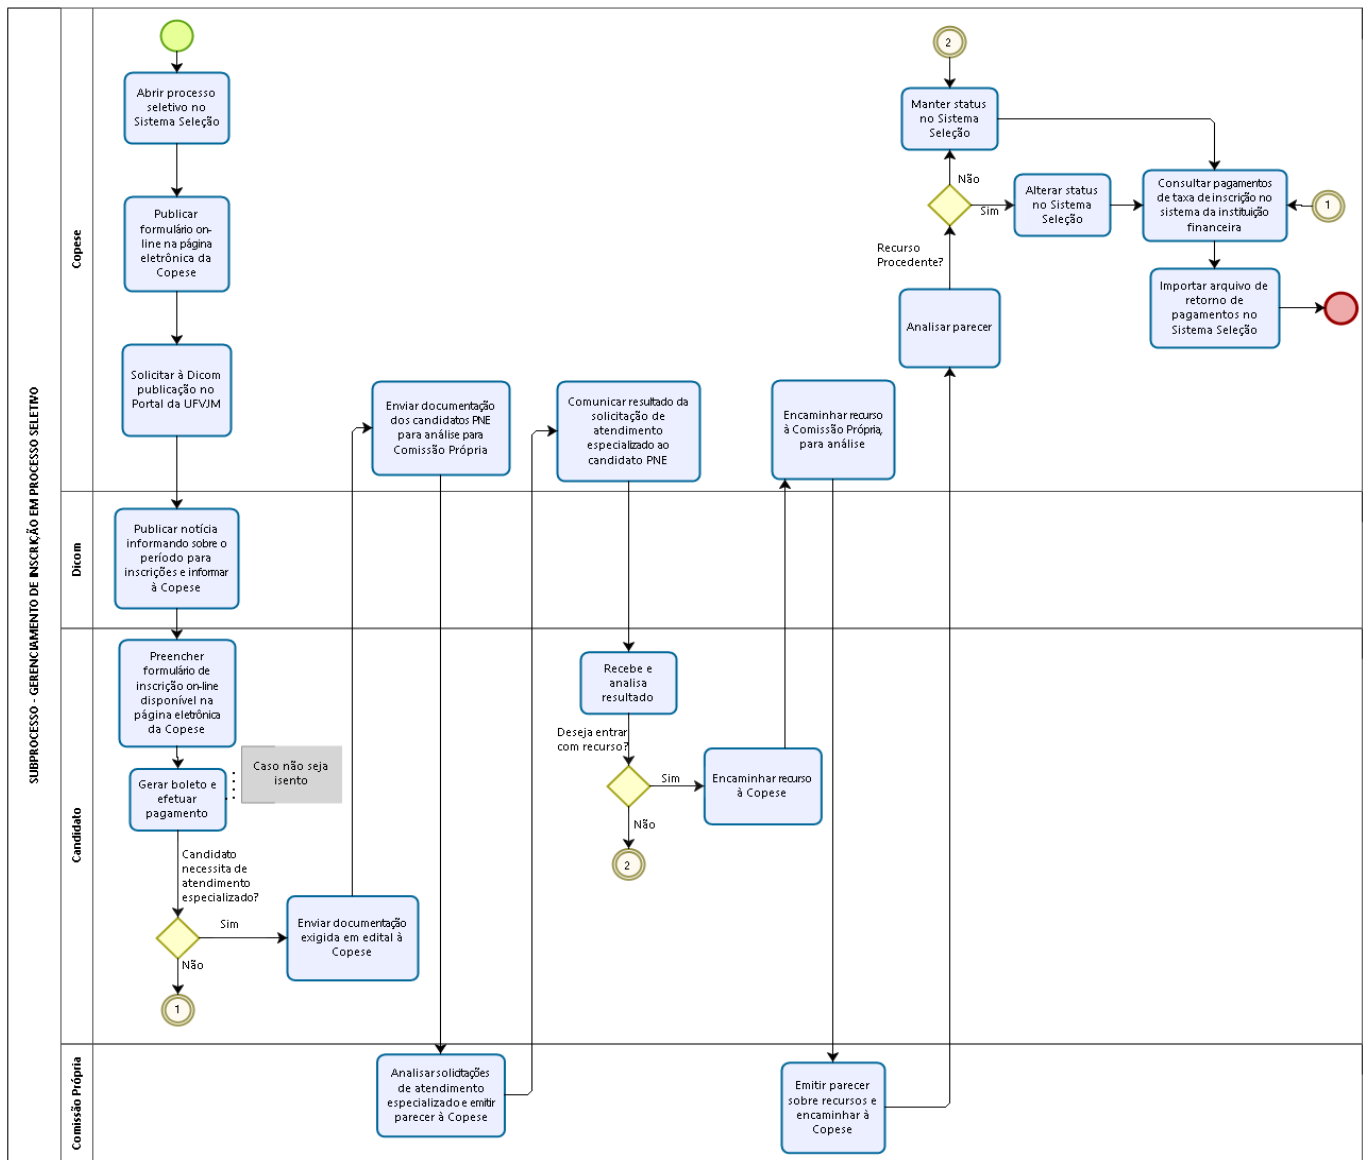 SUBPROCESSO - GERENCIAMENTO DE INSCRIÇÃO EM PROCESSO SELETIVO
Copese
Abrir processo
seletivo no
Sistema Seleção
Publicar
formulário on-
line na página
eletrônica da
Copese
Solicitar à Dicom
publicação no
Portal da UFVJM
Enviar documentação
dos candidatos PNE
para análise para
Comissão Própria
Comunicar resultado da
solicitação de
atendimento
especializado ao
candidato PNE
Encaminhar recurso
à Comissão Própria,
para análise
Analisar parecer
Recurso
Procedente?
Não
Sim
2
Manter status
no Sistema
Seleção
Alterar status
no Sistema
Seleção
Consultar pagamentos
de taxa de inscrição no
sistema da instituição
financeira
1
Importar arquivo de
retorno de
pagamentos no
Sistema Seleção
Dicom
Publicar notícia
informando sobre o
período para
inscrições e informar
à Copese
Candidato
Preencher
formulário de
inscrição on-line
disponível na
página eletrônica
da Copese
Gerar boleto e
efetuar
pagamento
Caso não seja
isento
Candidato
necessita de
atendimento
especializado?
Sim
Não
1
Enviar documentação
exigida em edital à
Copese
Recebe e
analisa
resultado
Deseja entrar
com recurso?
Sim
Não
2
Encaminhar recurso
à Copese
Comissão Própria
Analisar solicitações
de atendimento
especializado e emitir
parecer à Copese
Emitir parecer
sobre recursos e
encaminhar à
Copese